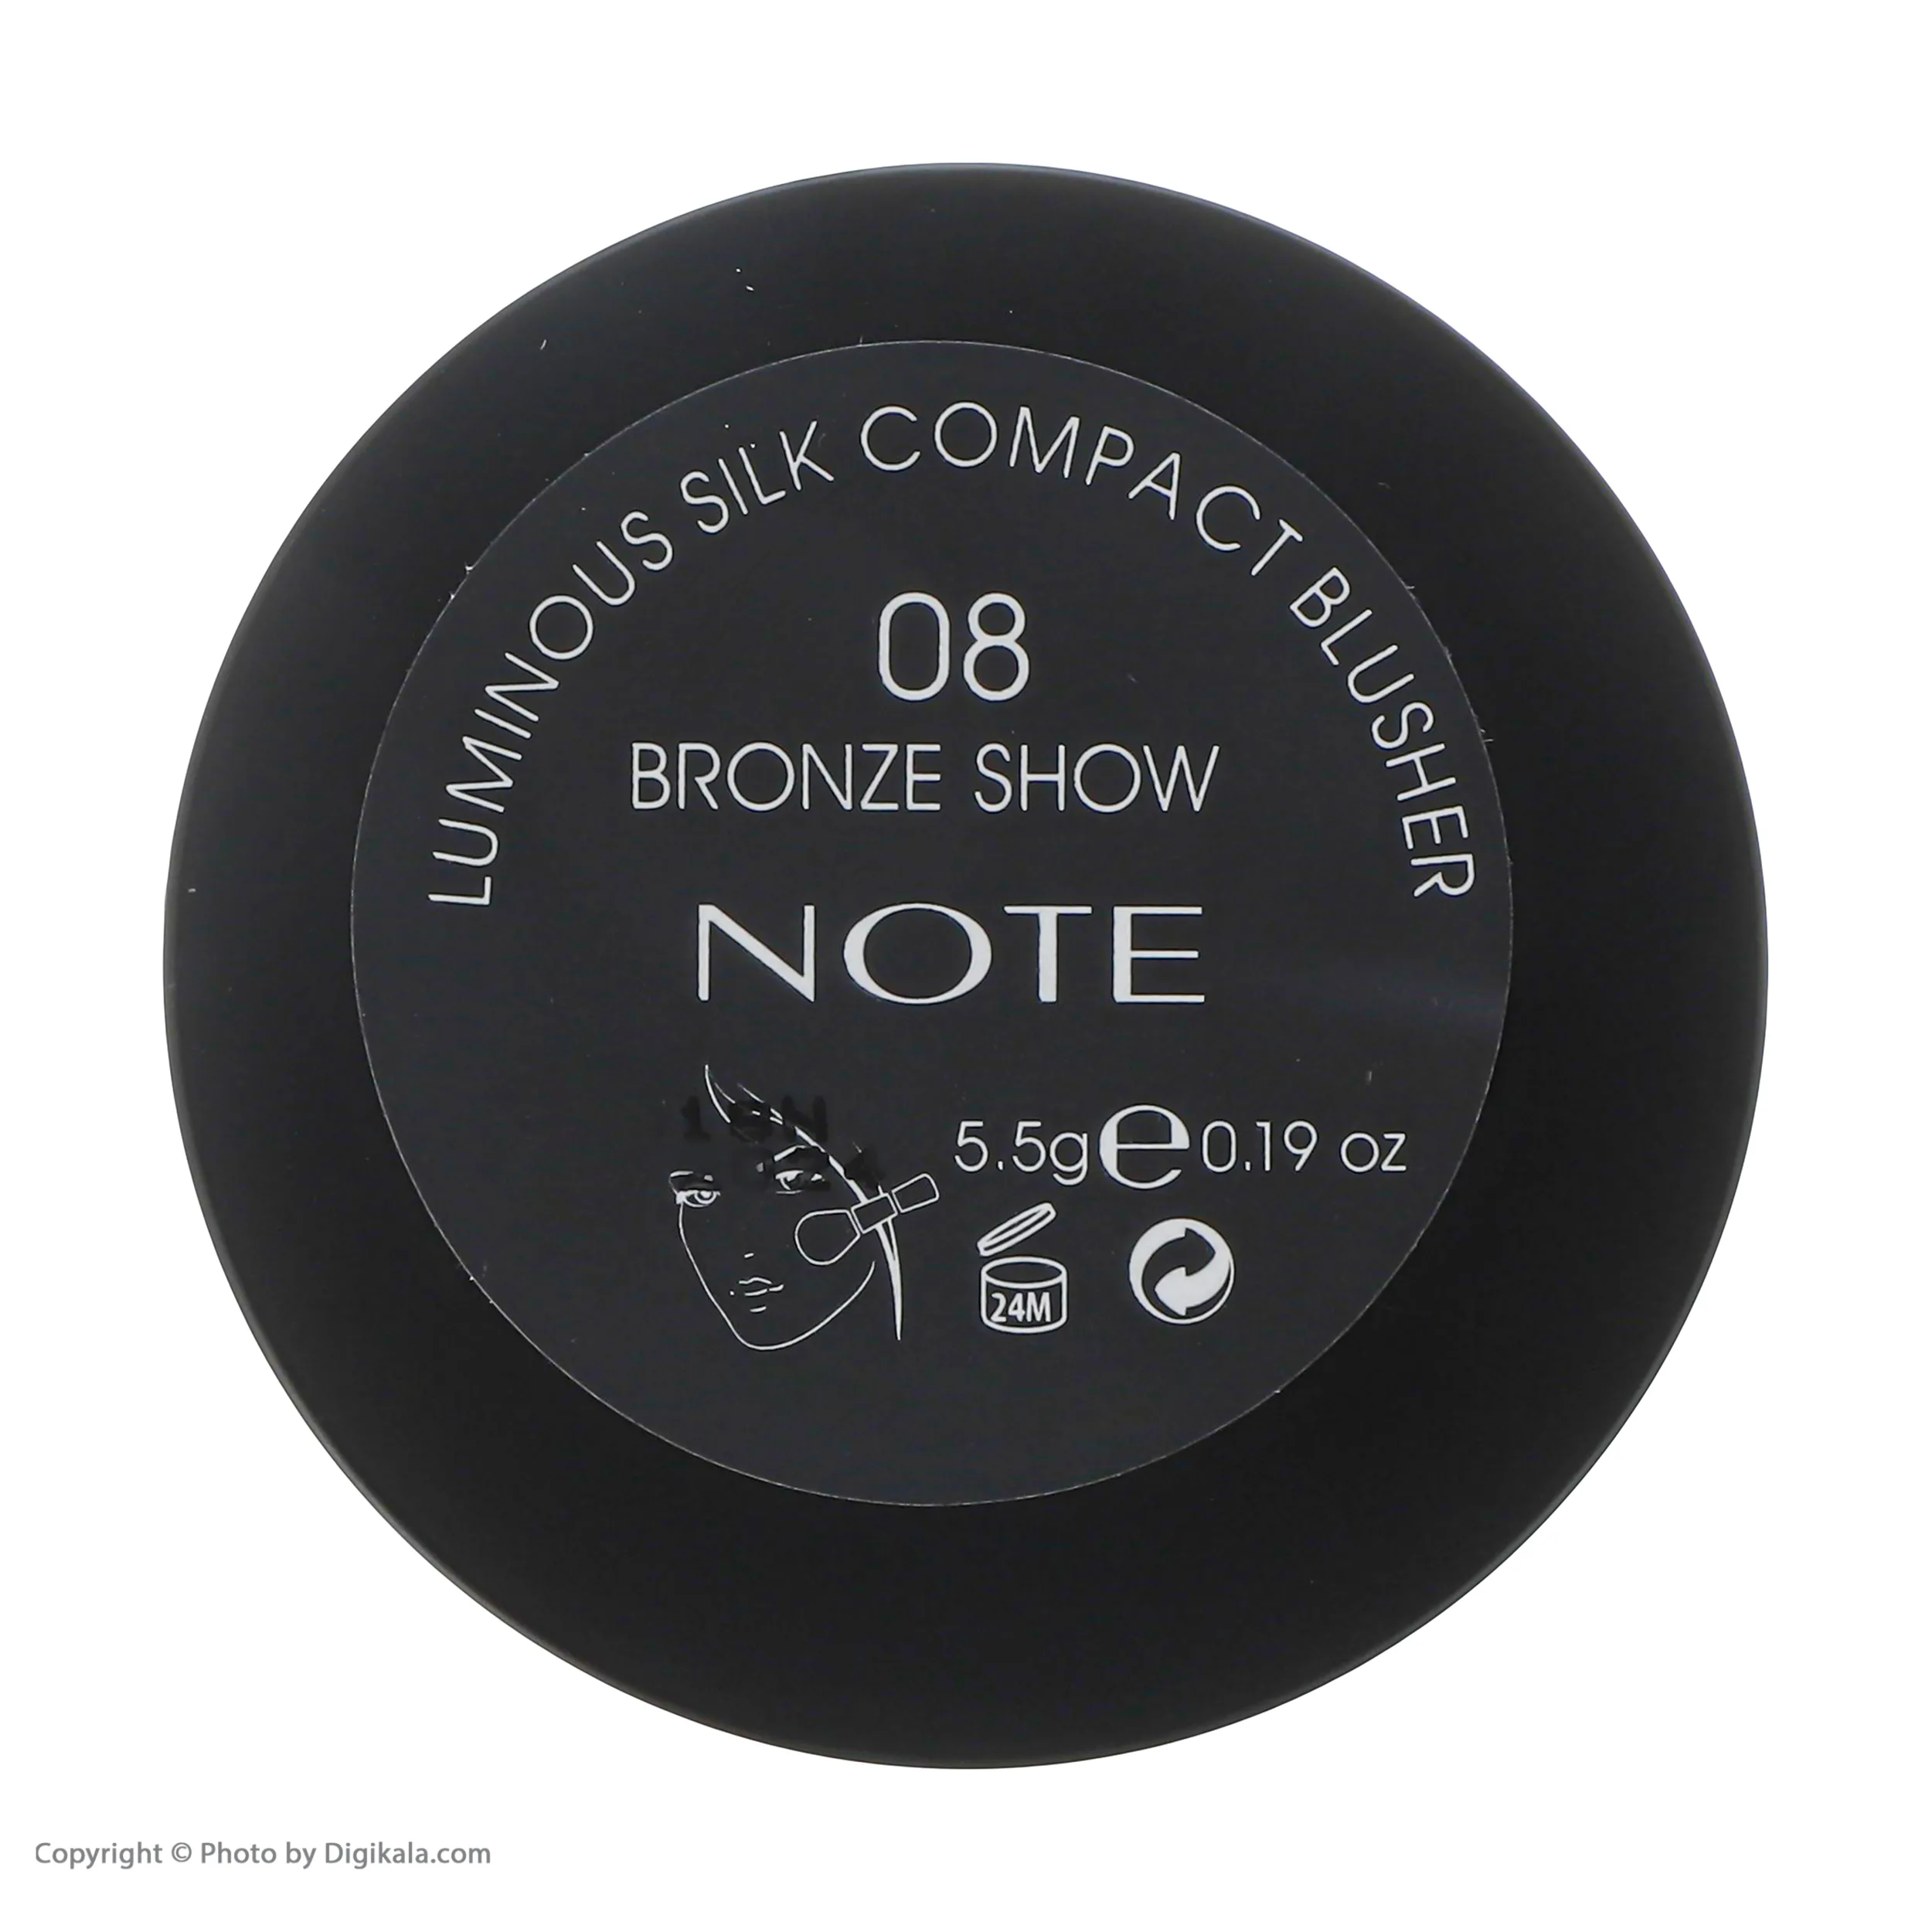 LUMINOUS SILK COMPACT BLUSHER
08
BRONZE SHOW
NOTE
5.5g e 0.19 oz
24M
Copyright © Photo by Digikala.com